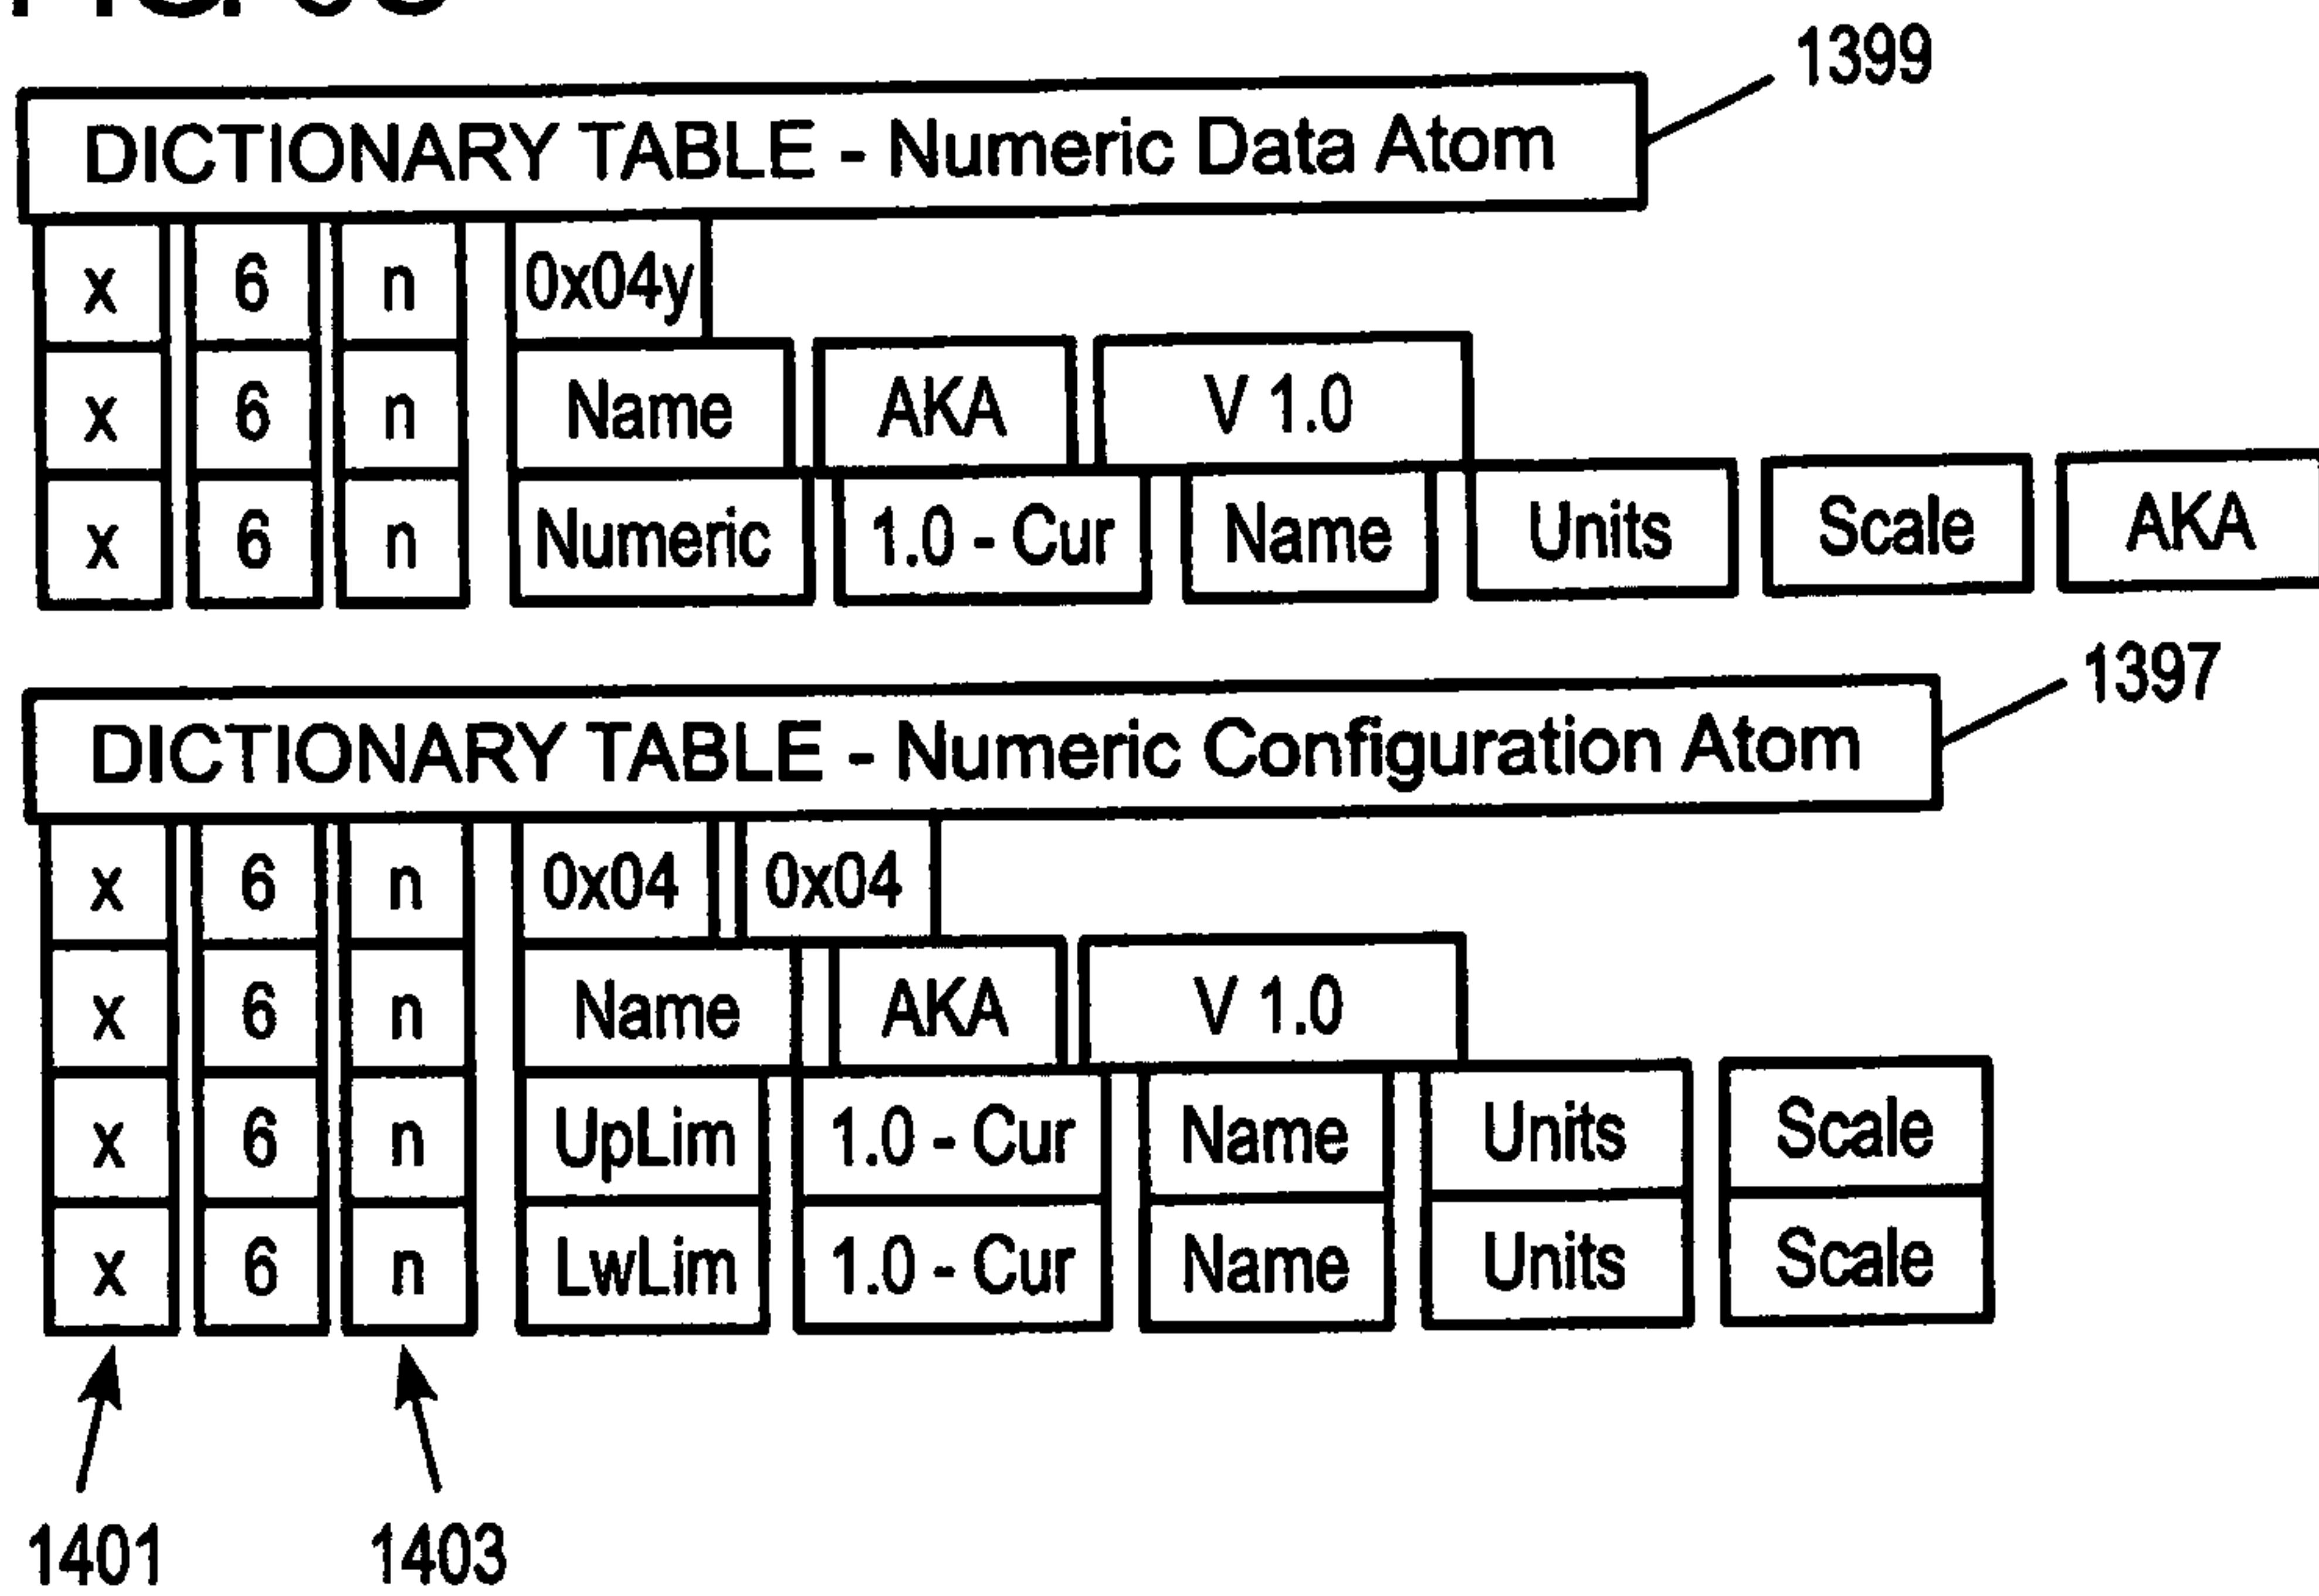 1399
DICTIONARY TABLE - Numeric Data Atom
x 6 n 0x04y
x 6 n Name AKA V 1.0
x 6 n Numeric 1.0 - Cur Name Units Scale AKA
1397
DICTIONARY TABLE - Numeric Configuration Atom
x 6 n 0x04 0x04
x 6 n Name AKA V 1.0
x 6 n UpLim 1.0 - Cur Name Units Scale
x 6 n LwLim 1.0 - Cur Name Units Scale
1401 1403